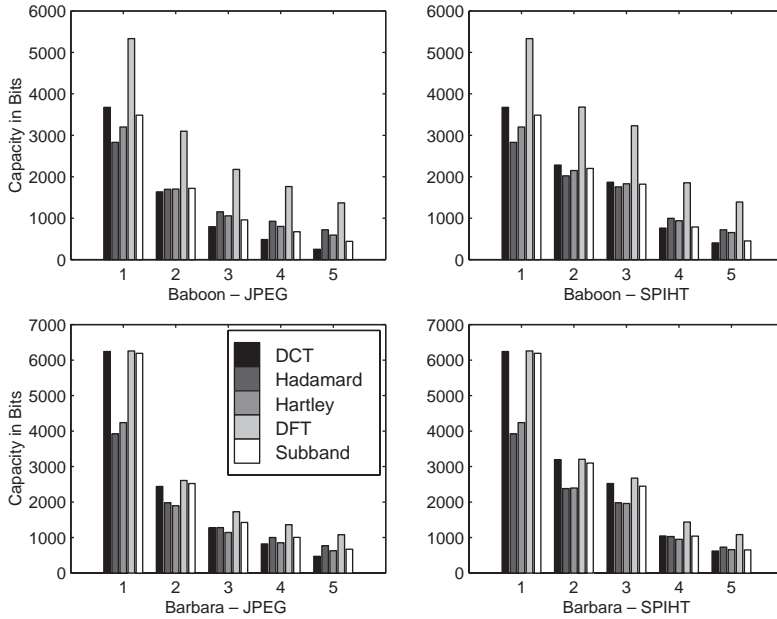 6000
5000
4000
3000
2000
1000
0
Capacity in Bits
1 2 3 4 5
Baboon – JPEG
6000
5000
4000
3000
2000
1000
0
1 2 3 4 5
Baboon – SPIHT
7000
6000
5000
4000
3000
2000
1000
0
Capacity in Bits
DCT
Hadamard
Hartley
DFT
Subband
1 2 3 4 5
Barbara – JPEG
7000
6000
5000
4000
3000
2000
1000
0
1 2 3 4 5
Barbara – SPIHT